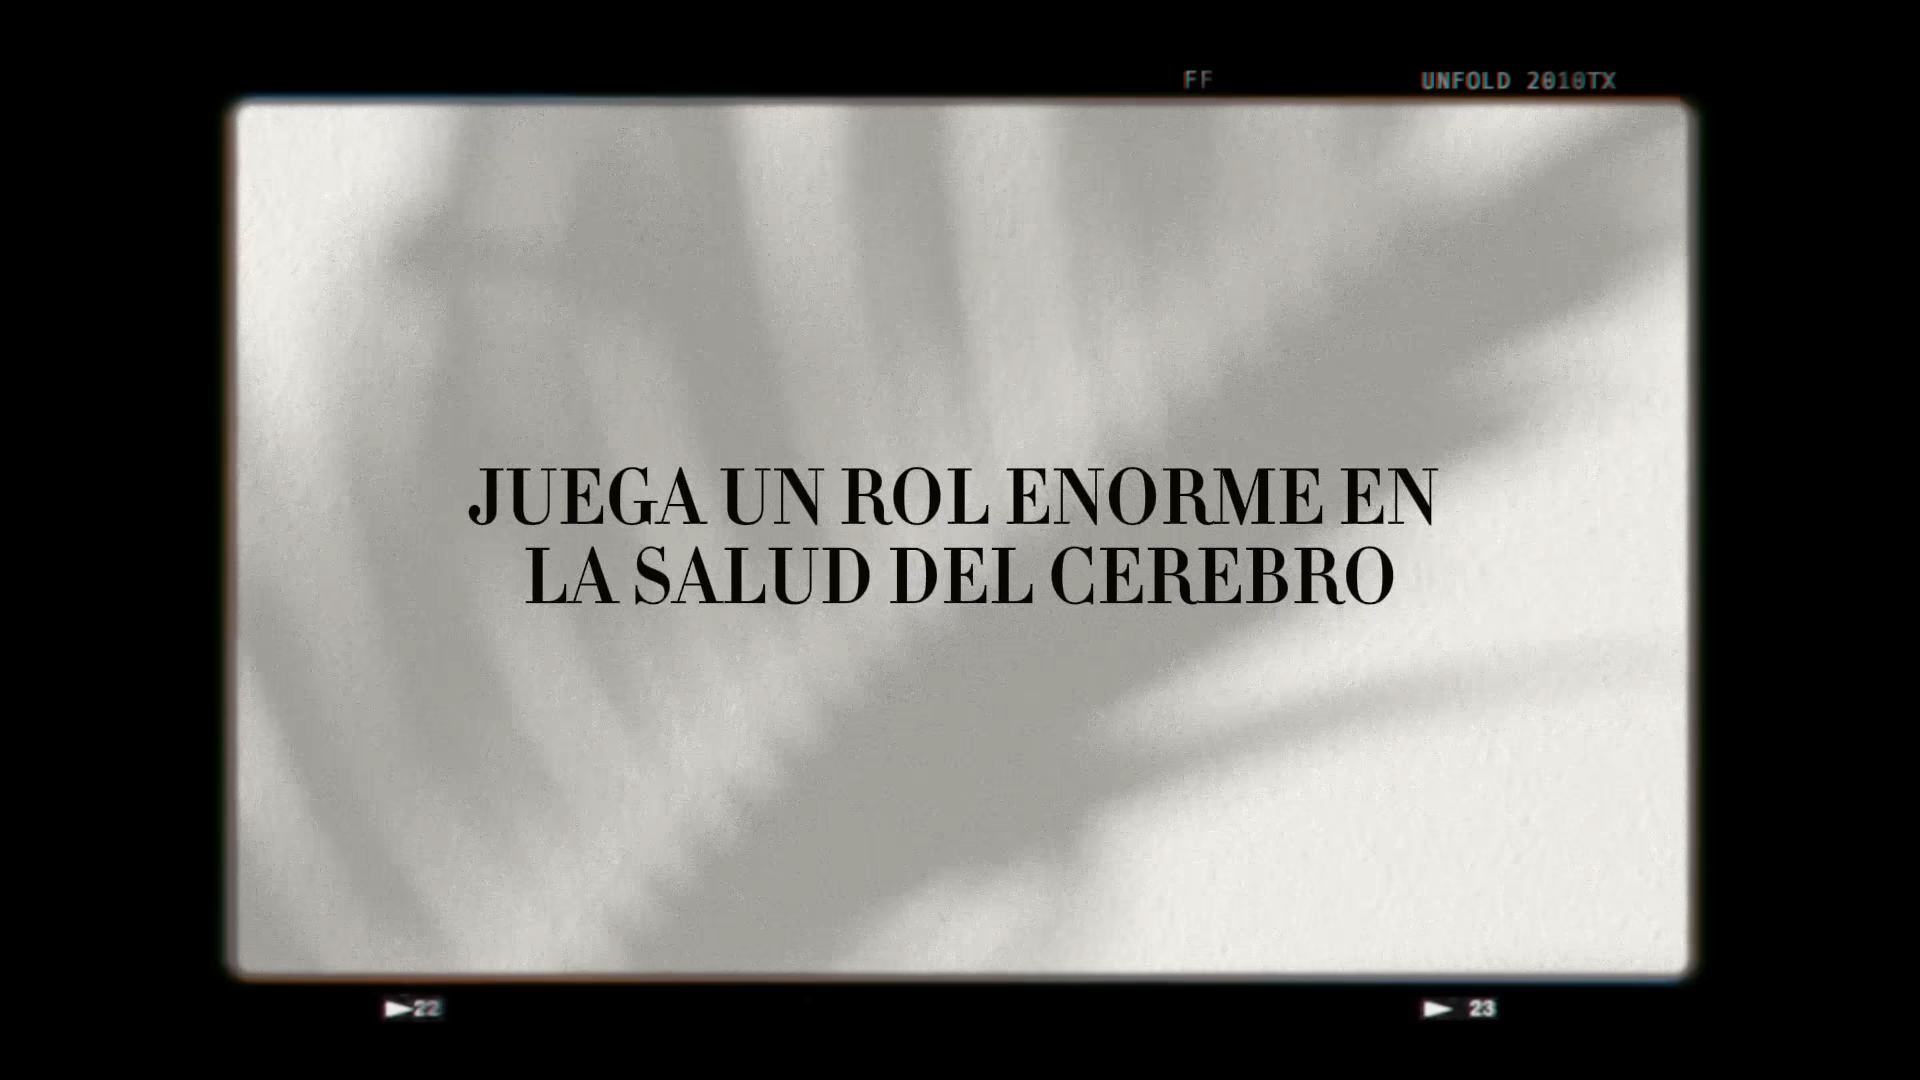 FF UNFOLD 2010TX
JUEGA UN ROL ENORME EN
LA SALUD DEL CEREBRO
22 23